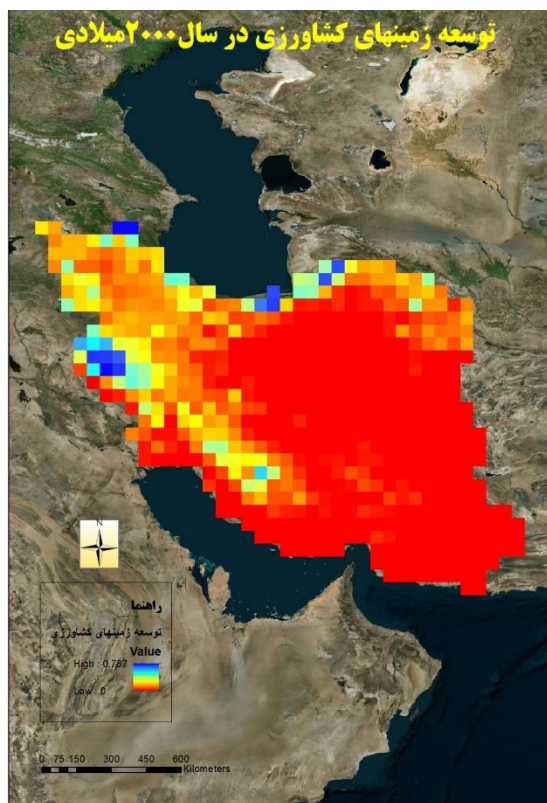 توسعه زمینهای کشاورزی در سال۲۰۰۰میلادی
N
راهنما
توسعه زمینهای کشاورزی
Value
High : 0.787
Low : 0
0 75 150 300 450 600
Kilometers